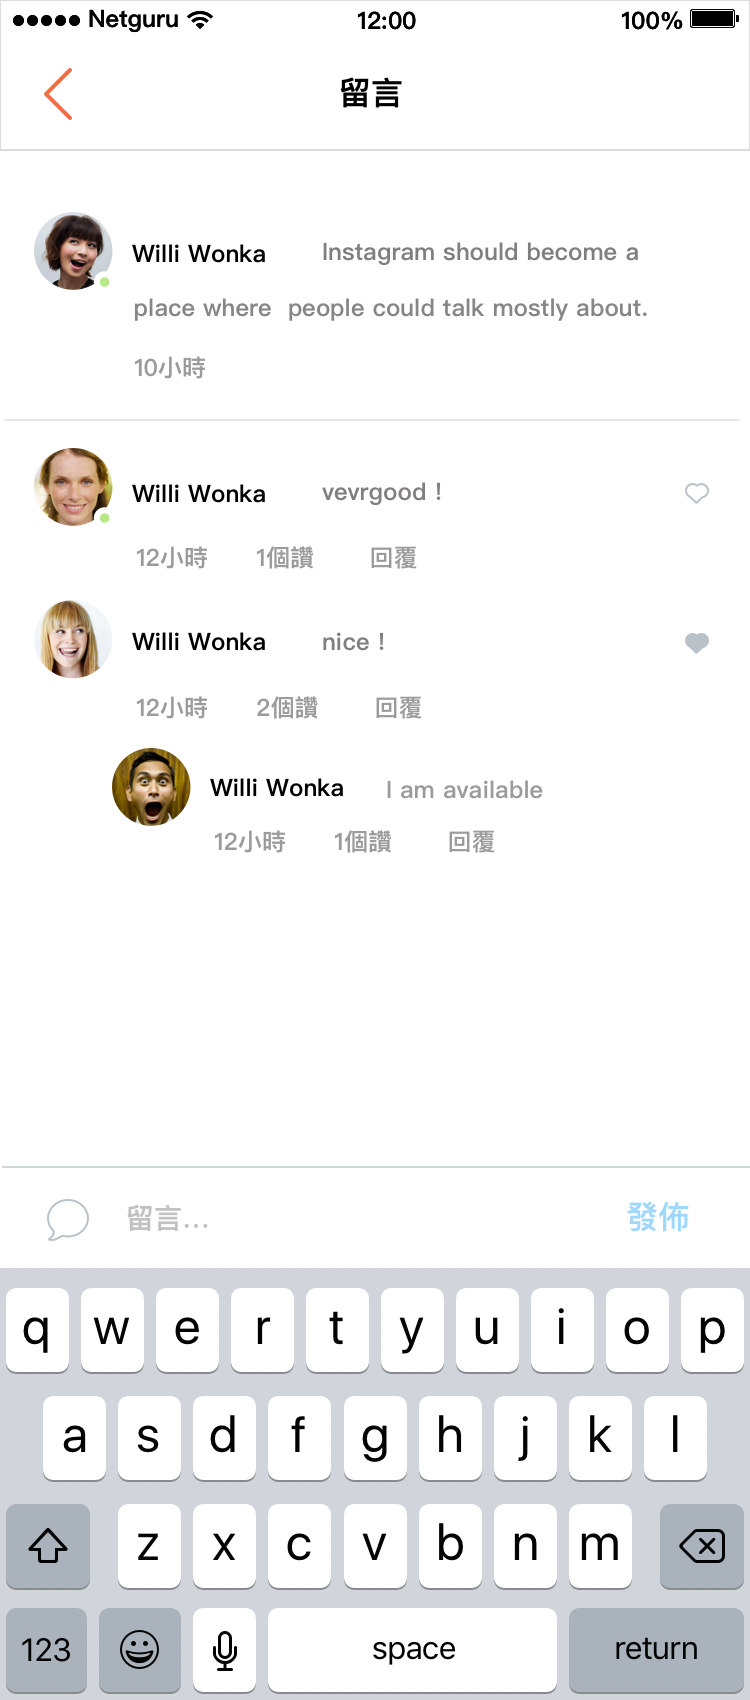 Netguru 12:00 100%
留言
Willi Wonka Instagram should become a
place where people could talk mostly about.
10小時
Willi Wonka vevrgood !
12小時 1個讚 回覆
Willi Wonka nice !
12小時 2個讚 回覆
Willi Wonka I am available
12小時 1個讚 回覆
留言... 發佈
q w e r t y u i o p
a s d f g h j k l
z x c v b n m
123 space return